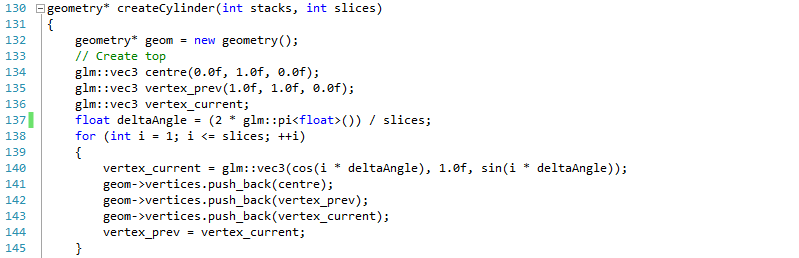 130 geometry* createCylinder(int stacks, int slices)
131 {
132     geometry* geom = new geometry();
133     // Create top
134     glm::vec3 centre(0.0f, 1.0f, 0.0f);
135     glm::vec3 vertex_prev(1.0f, 1.0f, 0.0f);
136     glm::vec3 vertex_current;
137     float deltaAngle = (2 * glm::pi<float>()) / slices;
138     for (int i = 1; i <= slices; ++i)
139     {
140         vertex_current = glm::vec3(cos(i * deltaAngle), 1.0f, sin(i * deltaAngle));
141         geom->vertices.push_back(centre);
142         geom->vertices.push_back(vertex_prev);
143         geom->vertices.push_back(vertex_current);
144         vertex_prev = vertex_current;
145     }